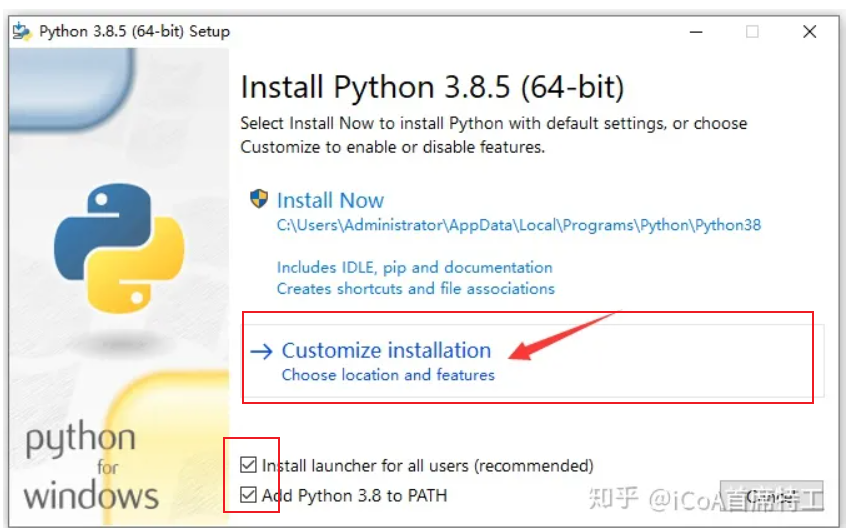 Python 3.8.5 (64-bit) Setup
Install Python 3.8.5 (64-bit)
Select Install Now to install Python with default settings, or choose
Customize to enable or disable features.
Install Now
C:\Users\Administrator\AppData\Local\Programs\Python\Python38
Includes IDLE, pip and documentation
Creates shortcuts and file associations
Customize installation
Choose location and features
python
for
windows
Install launcher for all users (recommended)
Add Python 3.8 to PATH
Cancel
知乎 @iCoA首席特工